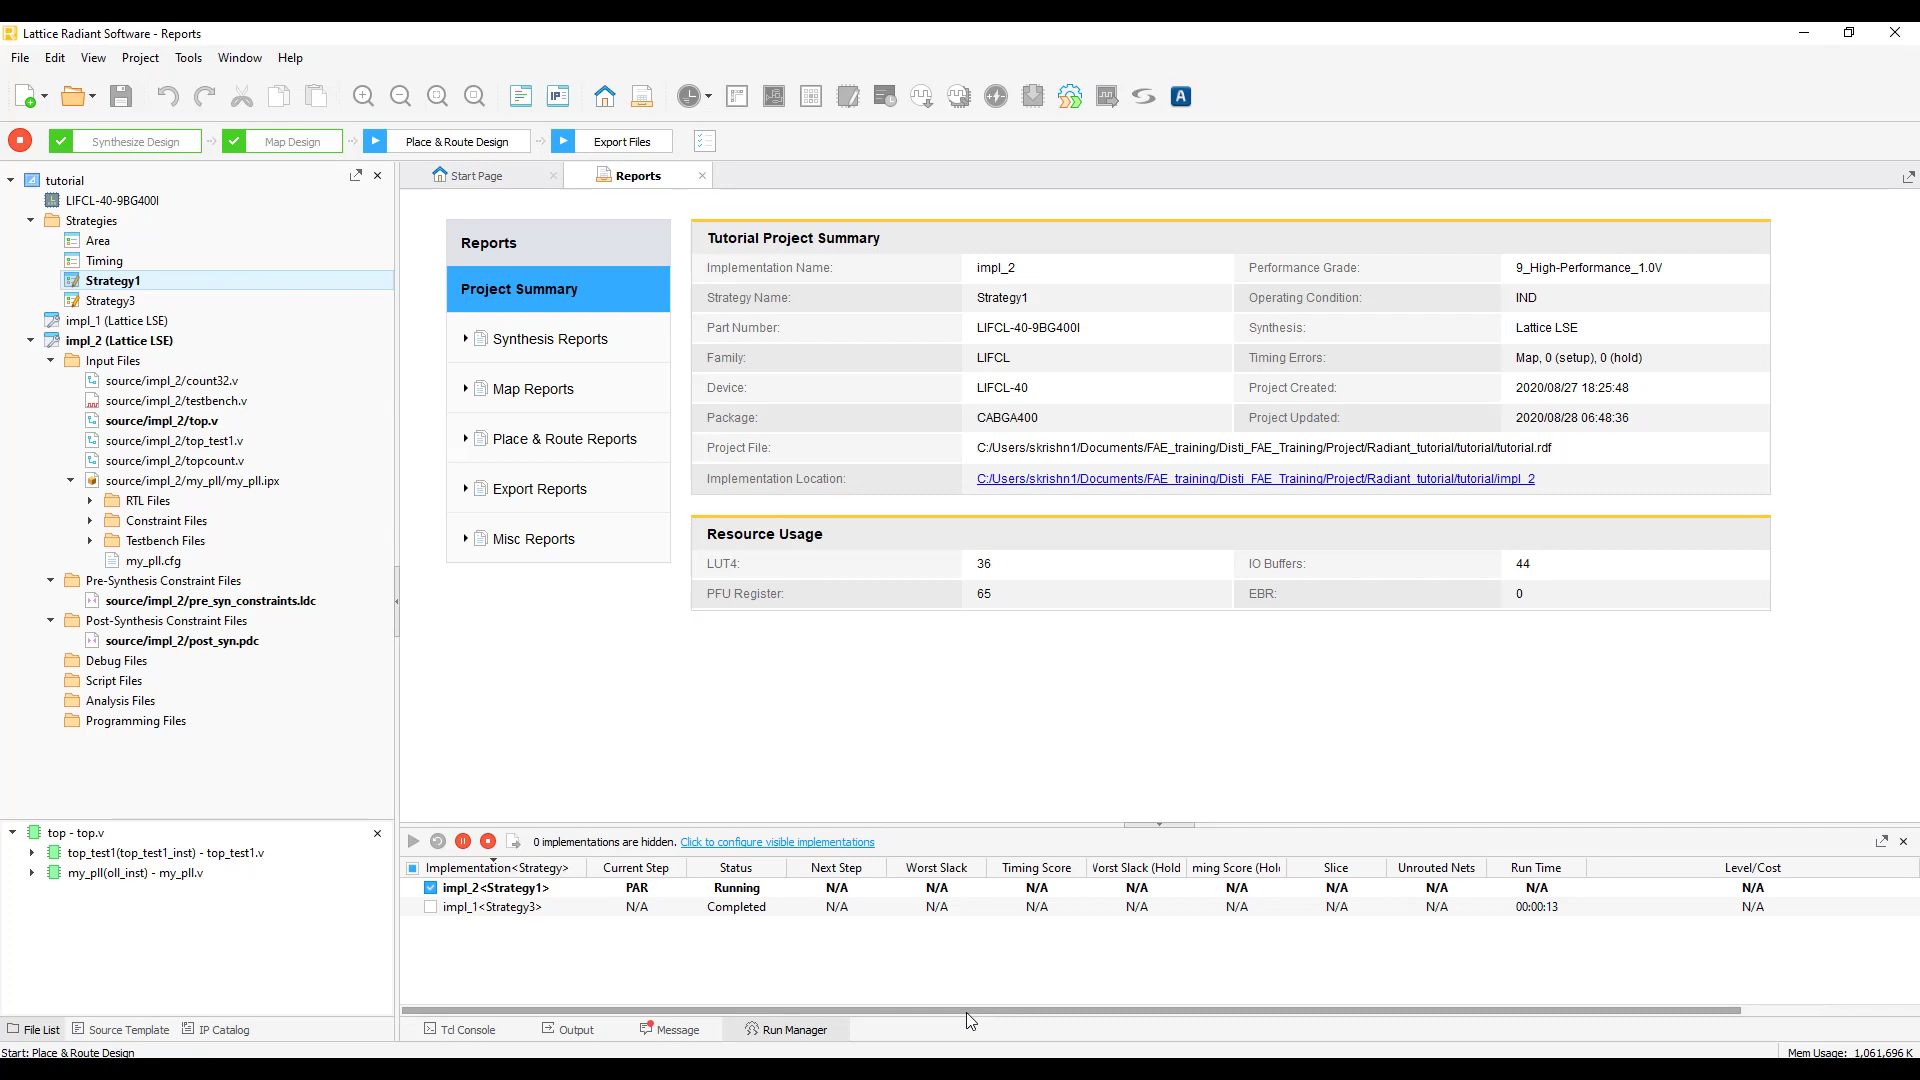 Lattice Radiant Software - Reports
File Edit View Project Tools Window Help
Synthesize Design Map Design Place & Route Design Export Files
tutorial
LIFCL-40-9BG400I
Strategies
Area
Timing
Strategy1
Strategy3
impl_1 (Lattice LSE)
impl_2 (Lattice LSE)
Input Files
source/impl_2/count32.v
source/impl_2/testbench.v
source/impl_2/top.v
source/impl_2/top_test1.v
source/impl_2/topcount.v
source/impl_2/my_pll/my_pll.ipx
RTL Files
Constraint Files
Testbench Files
my_pll.cfg
Pre-Synthesis Constraint Files
source/impl_2/pre_syn_constraints.ldc
Post-Synthesis Constraint Files
source/impl_2/post_syn.pdc
Debug Files
Script Files
Analysis Files
Programming Files
top - top.v
top_test1(top_test1_inst) - top_test1.v
my_pll(oll_inst) - my_pll.v
File List Source Template IP Catalog
Start Page Reports
Reports
Project Summary
Synthesis Reports
Map Reports
Place & Route Reports
Export Reports
Misc Reports
Tutorial Project Summary
Implementation Name: impl_2 Performance Grade: 9_High-Performance_1.0V
Strategy Name: Strategy1 Operating Condition: IND
Part Number: LIFCL-40-9BG400I Synthesis: Lattice LSE
Family: LIFCL Timing Errors: Map, 0 (setup), 0 (hold)
Device: LIFCL-40 Project Created: 2020/08/27 18:25:48
Package: CABGA400 Project Updated: 2020/08/28 06:48:36
Project File: C:/Users/skrishn1/Documents/FAE_training/Disti_FAE_Training/Project/Radiant_tutorial/tutorial/tutorial.rdf
Implementation Location: C:/Users/skrishn1/Documents/FAE_training/Disti_FAE_Training/Project/Radiant_tutorial/tutorial/impl_2
Resource Usage
LUT4: 36 IO Buffers: 44
PFU Register: 65 EBR: 0
0 implementations are hidden. Click to configure visible implementations
Implementation<Strategy> Current Step Status Next Step Worst Slack Timing Score Vorst Slack (Hold ming Score (Hol Slice Unrouted Nets Run Time Level/Cost
impl_2<Strategy1> PAR Running N/A N/A N/A N/A N/A N/A N/A N/A N/A
impl_1<Strategy3> N/A Completed N/A N/A N/A N/A N/A N/A N/A 00:00:13 N/A
Tcl Console Output Message Run Manager
Start: Place & Route Design Mem Usage: 1,061,696 K